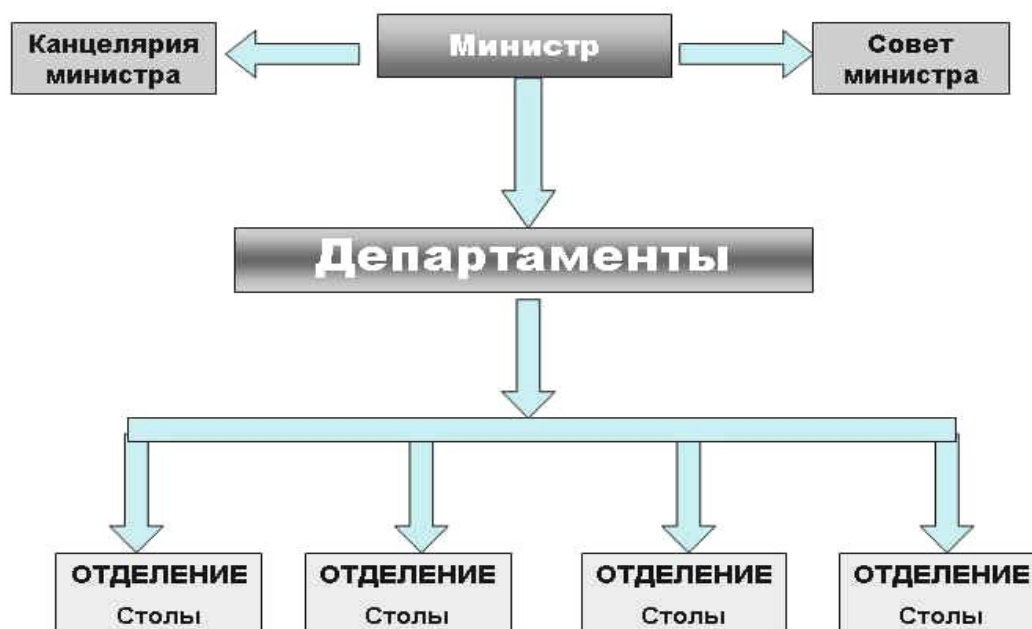 Канцелярия
министра
Министр
Совет
министра
Департаменты
ОТДЕЛЕНИЕ
Столы
ОТДЕЛЕНИЕ
Столы
ОТДЕЛЕНИЕ
Столы
ОТДЕЛЕНИЕ
Столы